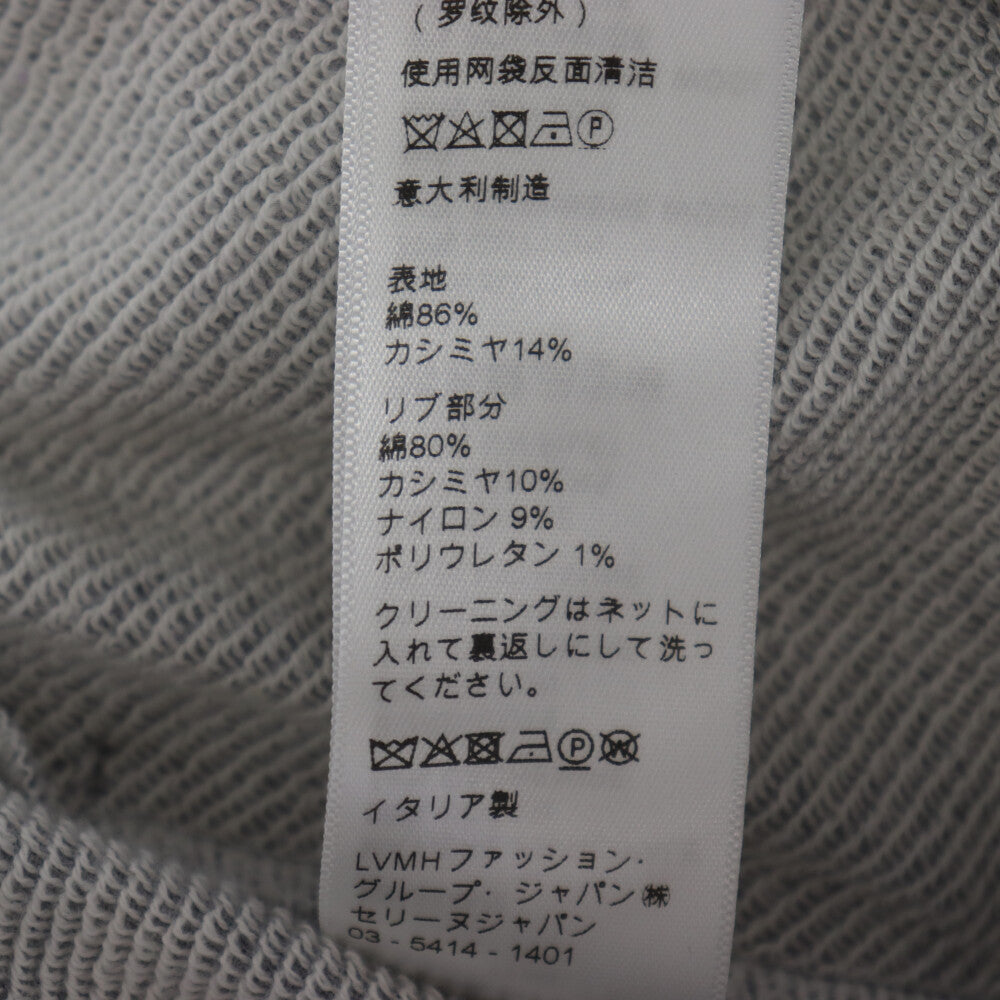 (罗纹除外)
使用网袋反面清洁
P
意大利制造
表地
綿86%
カシミヤ14%
リブ部分
綿80%
カシミヤ10%
ナイロン 9%
ポリウレタン 1%
クリーニングはネットに
入れて裏返しにして洗っ
てください。
P W
イタリア製
LVMHファッション・
グループ・ジャパン㈱
セリーヌジャパン
03 - 5414 - 1401